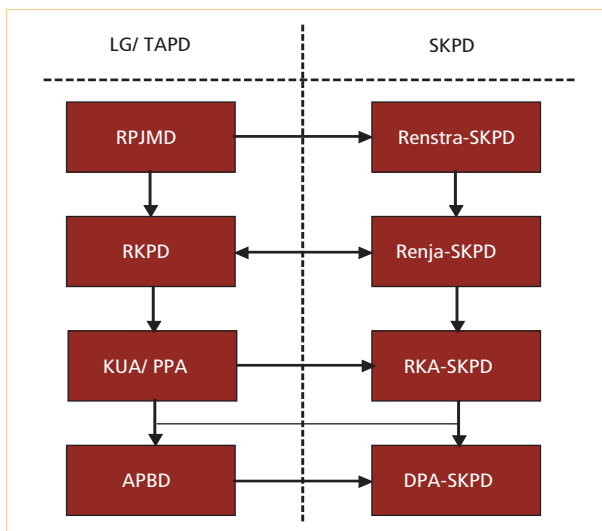 LG/ TAPD
SKPD
RPJMD
Renstra-SKPD
RKPD
Renja-SKPD
KUA/ PPA
RKA-SKPD
APBD
DPA-SKPD